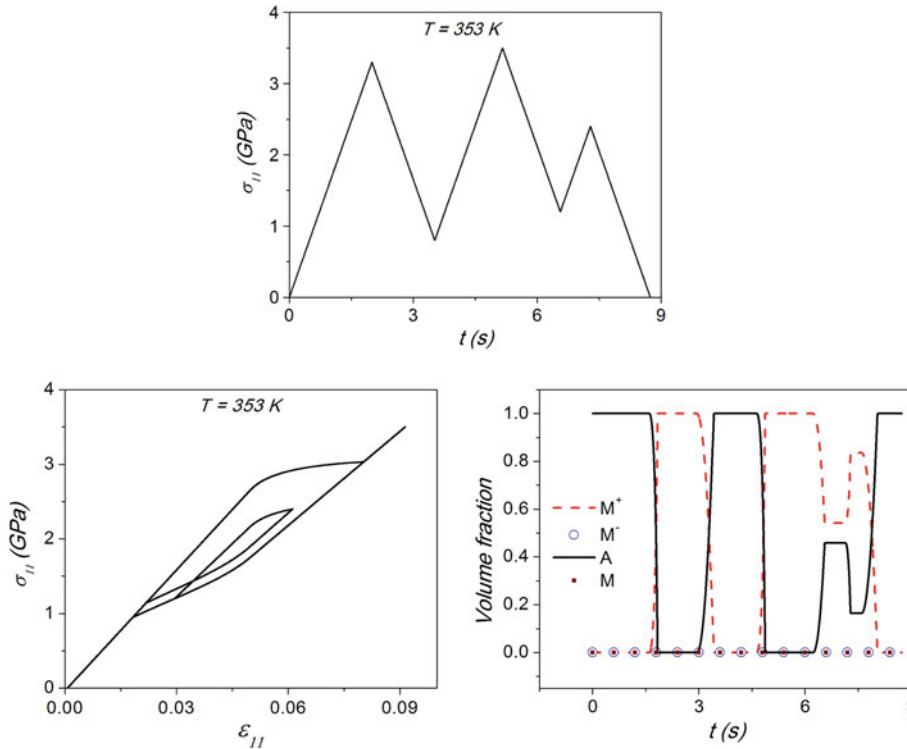 T = 353 K
4
3
2
1
0
σ₁₁ (GPa)
0 3 6 9
t (s)
4
3
2
1
0
σ₁₁ (GPa)
T = 353 K
0.00 0.03 0.06 0.09
ε₁₁
1.0
0.8
0.6
0.4
0.2
0.0
Volume fraction
M⁺
M⁻
A
M
0 3 6
t (s)